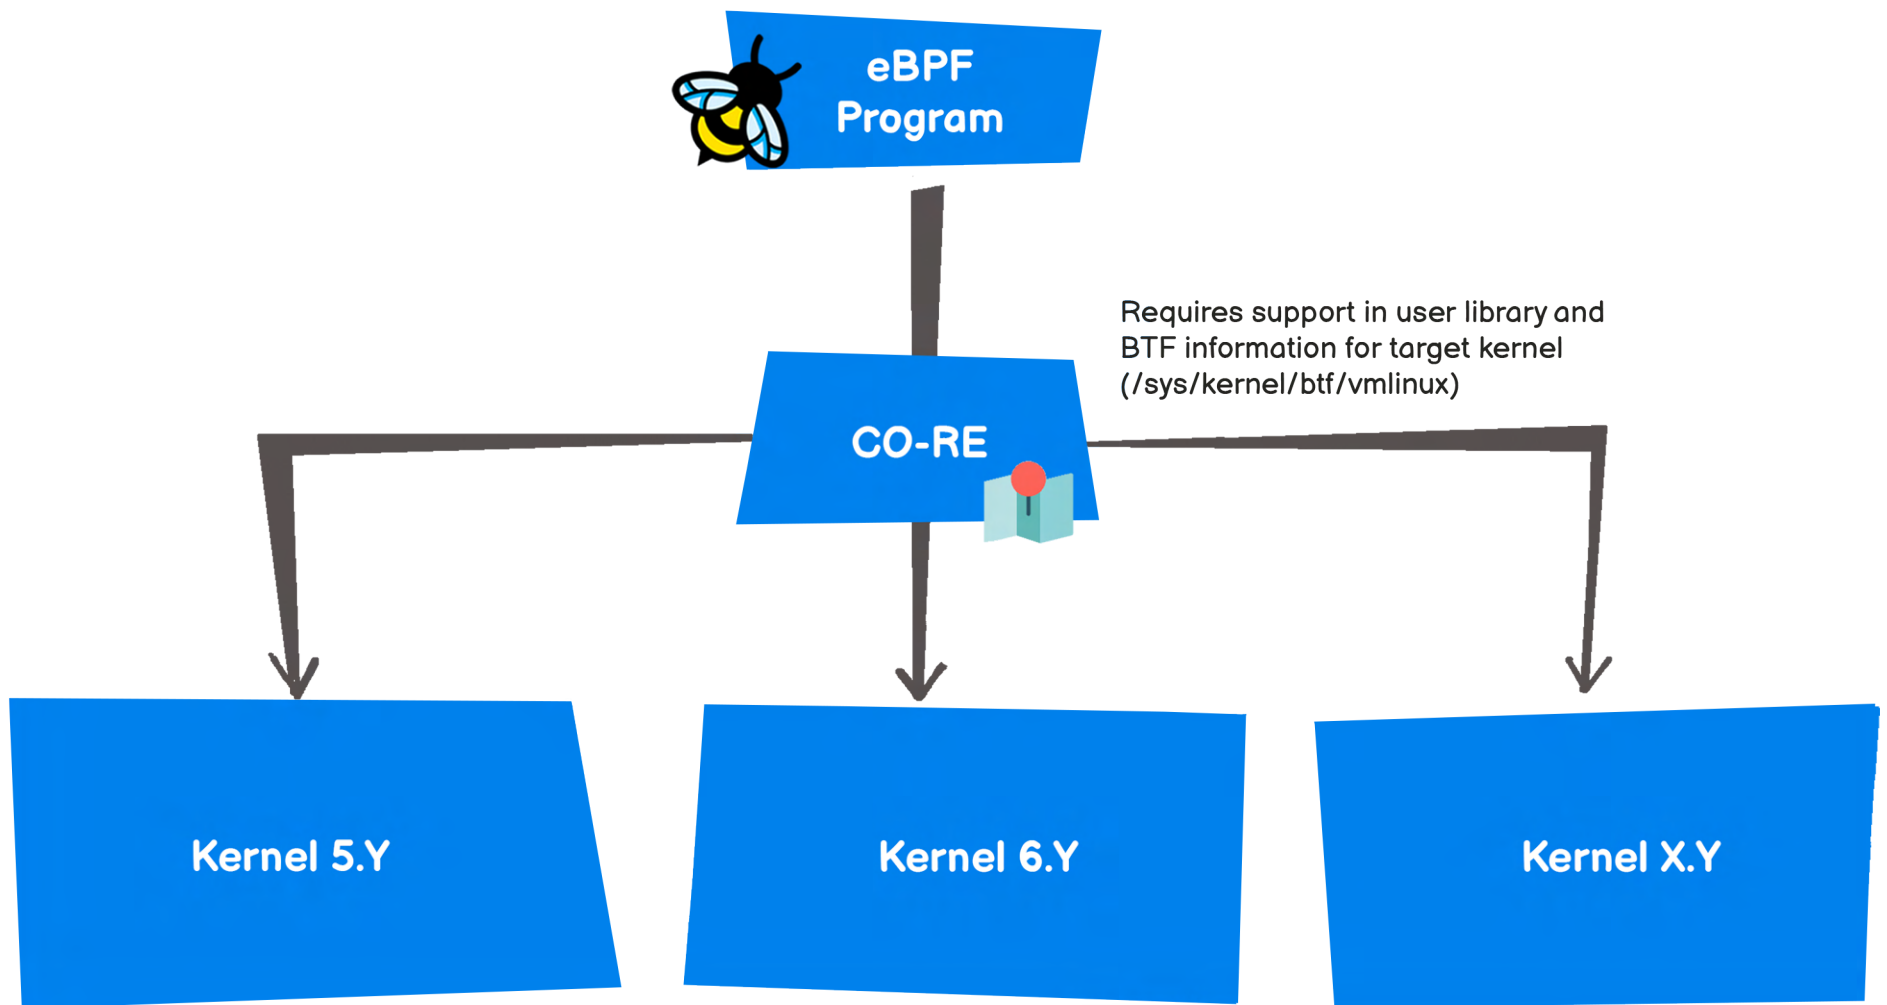 eBPF
Program
Requires support in user library and
BTF information for target kernel
(/sys/kernel/btf/vmlinux)
CO-RE
Kernel 5.Y
Kernel 6.Y
Kernel X.Y